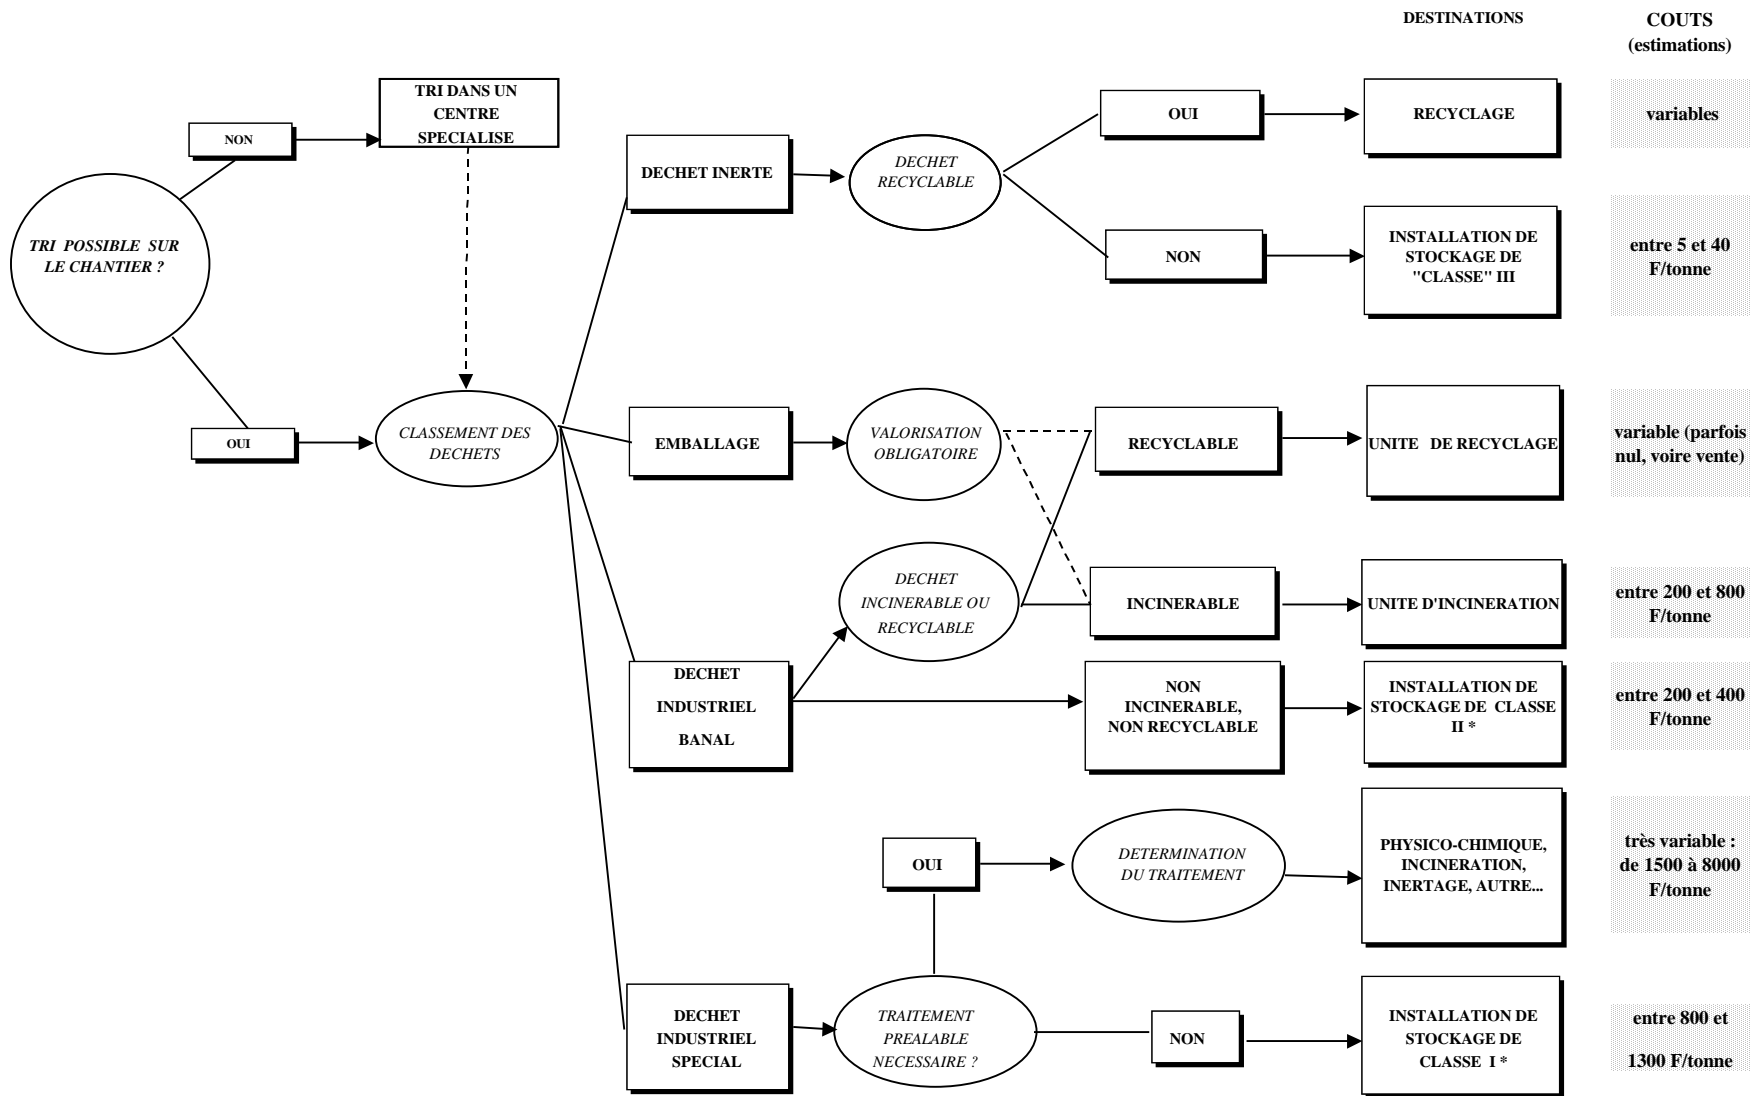 DESTINATIONS
COUTS
(estimations)
TRI DANS UN
CENTRE
SPECIALISE
NON
TRI POSSIBLE SUR
LE CHANTIER ?
OUI
CLASSEMENT DES
DECHETS
DECHET INERTE
DECHET
RECYCLABLE
OUI
RECYCLAGE
variables
NON
INSTALLATION DE
STOCKAGE DE
"CLASSE" III
entre 5 et 40
F/tonne
EMBALLAGE
VALORISATION
OBLIGATOIRE
RECYCLABLE
UNITE DE RECYCLAGE
variable (parfois
nul, voire vente)
DECHET
INCINERABLE OU
RECYCLABLE
INCINERABLE
UNITE D'INCINERATION
entre 200 et 800
F/tonne
DECHET
INDUSTRIEL
BANAL
NON
INCINERABLE,
NON RECYCLABLE
INSTALLATION DE
STOCKAGE DE CLASSE
II *
entre 200 et 400
F/tonne
OUI
DETERMINATION
DU TRAITEMENT
PHYSICO-CHIMIQUE,
INCINERATION,
INERTAGE, AUTRE...
très variable :
de 1500 à 8000
F/tonne
DECHET
INDUSTRIEL
SPECIAL
TRAITEMENT
PREALABLE
NECESSAIRE ?
NON
INSTALLATION DE
STOCKAGE DE
CLASSE I *
entre 800 et
1300 F/tonne